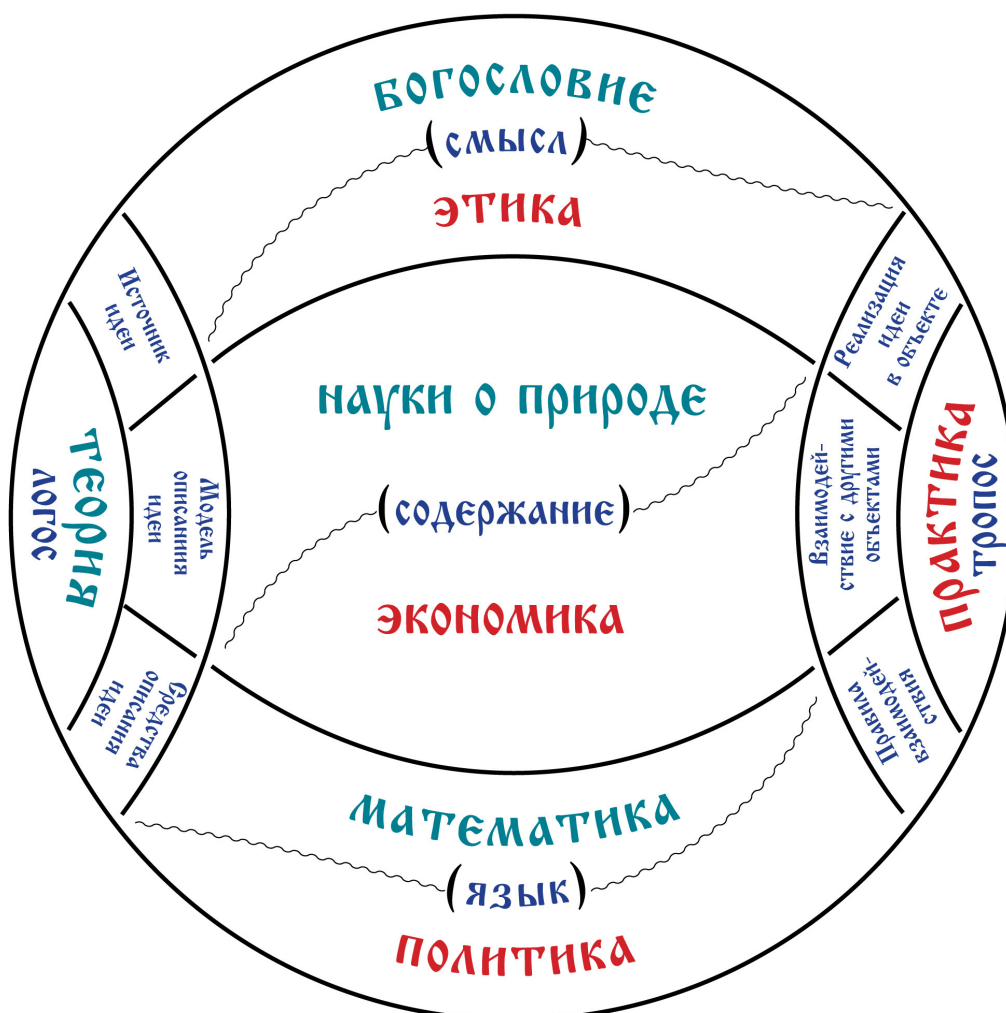 БОГОСЛОВИЕ
(СМЫСЛ)
ЭТИКА
Источник
идеи
Реализация
идеи
в объекте
НАУКИ О ПРИРОДЕ
ТЕОРИЯ
ЛОГОС
Модель
описания
идеи
(СОДЕРЖАНИЕ)
Взаимодей-
ствие с другими
объектами
ПРАКТИКА
ТРОПОС
ЭКОНОМИКА
Средства
описания
идеи
Правила
взаимодей-
ствия
МАТЕМАТИКА
(ЯЗЫК)
ПОЛИТИКА